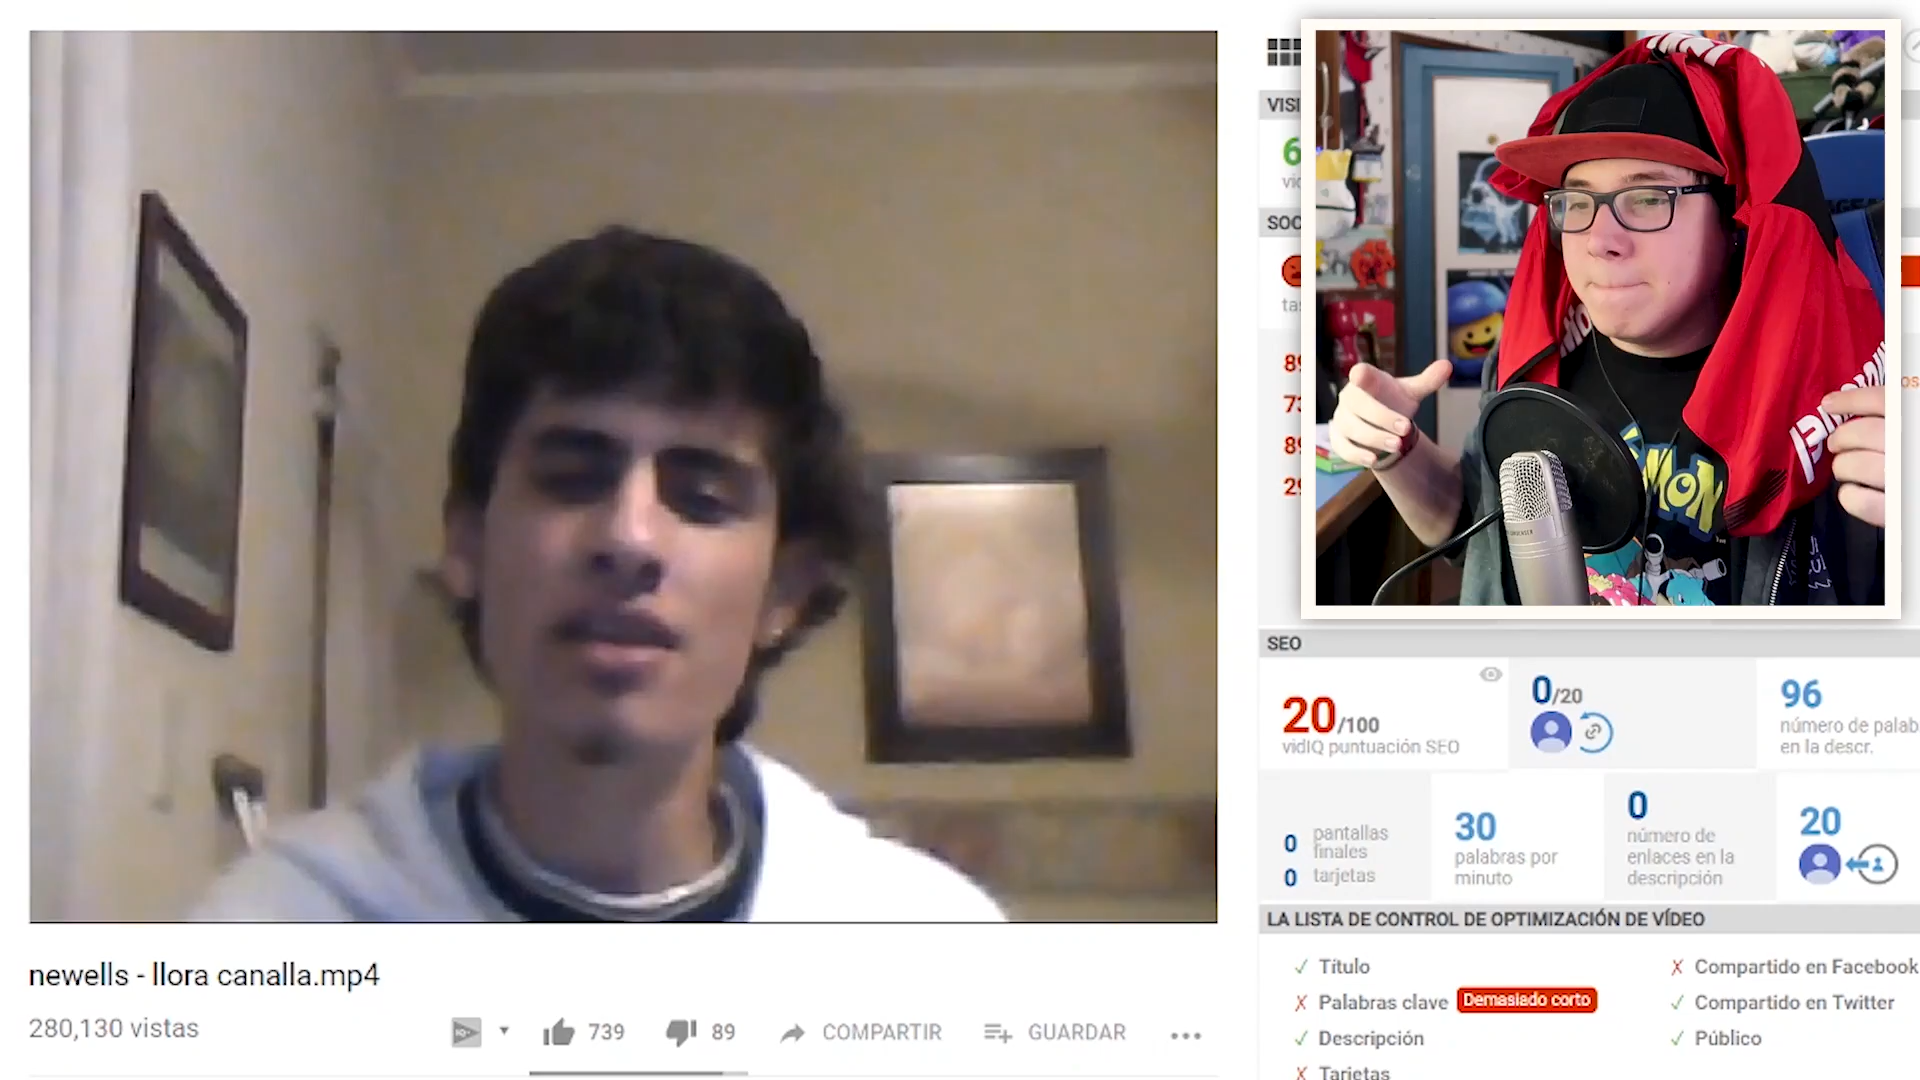 newells - llora canalla.mp4
280,130 vistas
739
89
COMPARTIR
GUARDAR
SEO
20/100
vidIQ puntuación SEO
0/20
96
número de palab
en la descr.
0 pantallas finales
0 tarjetas
30
palabras por
minuto
0
número de
enlaces en la
descripción
20
LA LISTA DE CONTROL DE OPTIMIZACIÓN DE VÍDEO
Título
Palabras clave Demasiado corto
Descripción
Tarjetas
Compartido en Facebook
Compartido en Twitter
Público